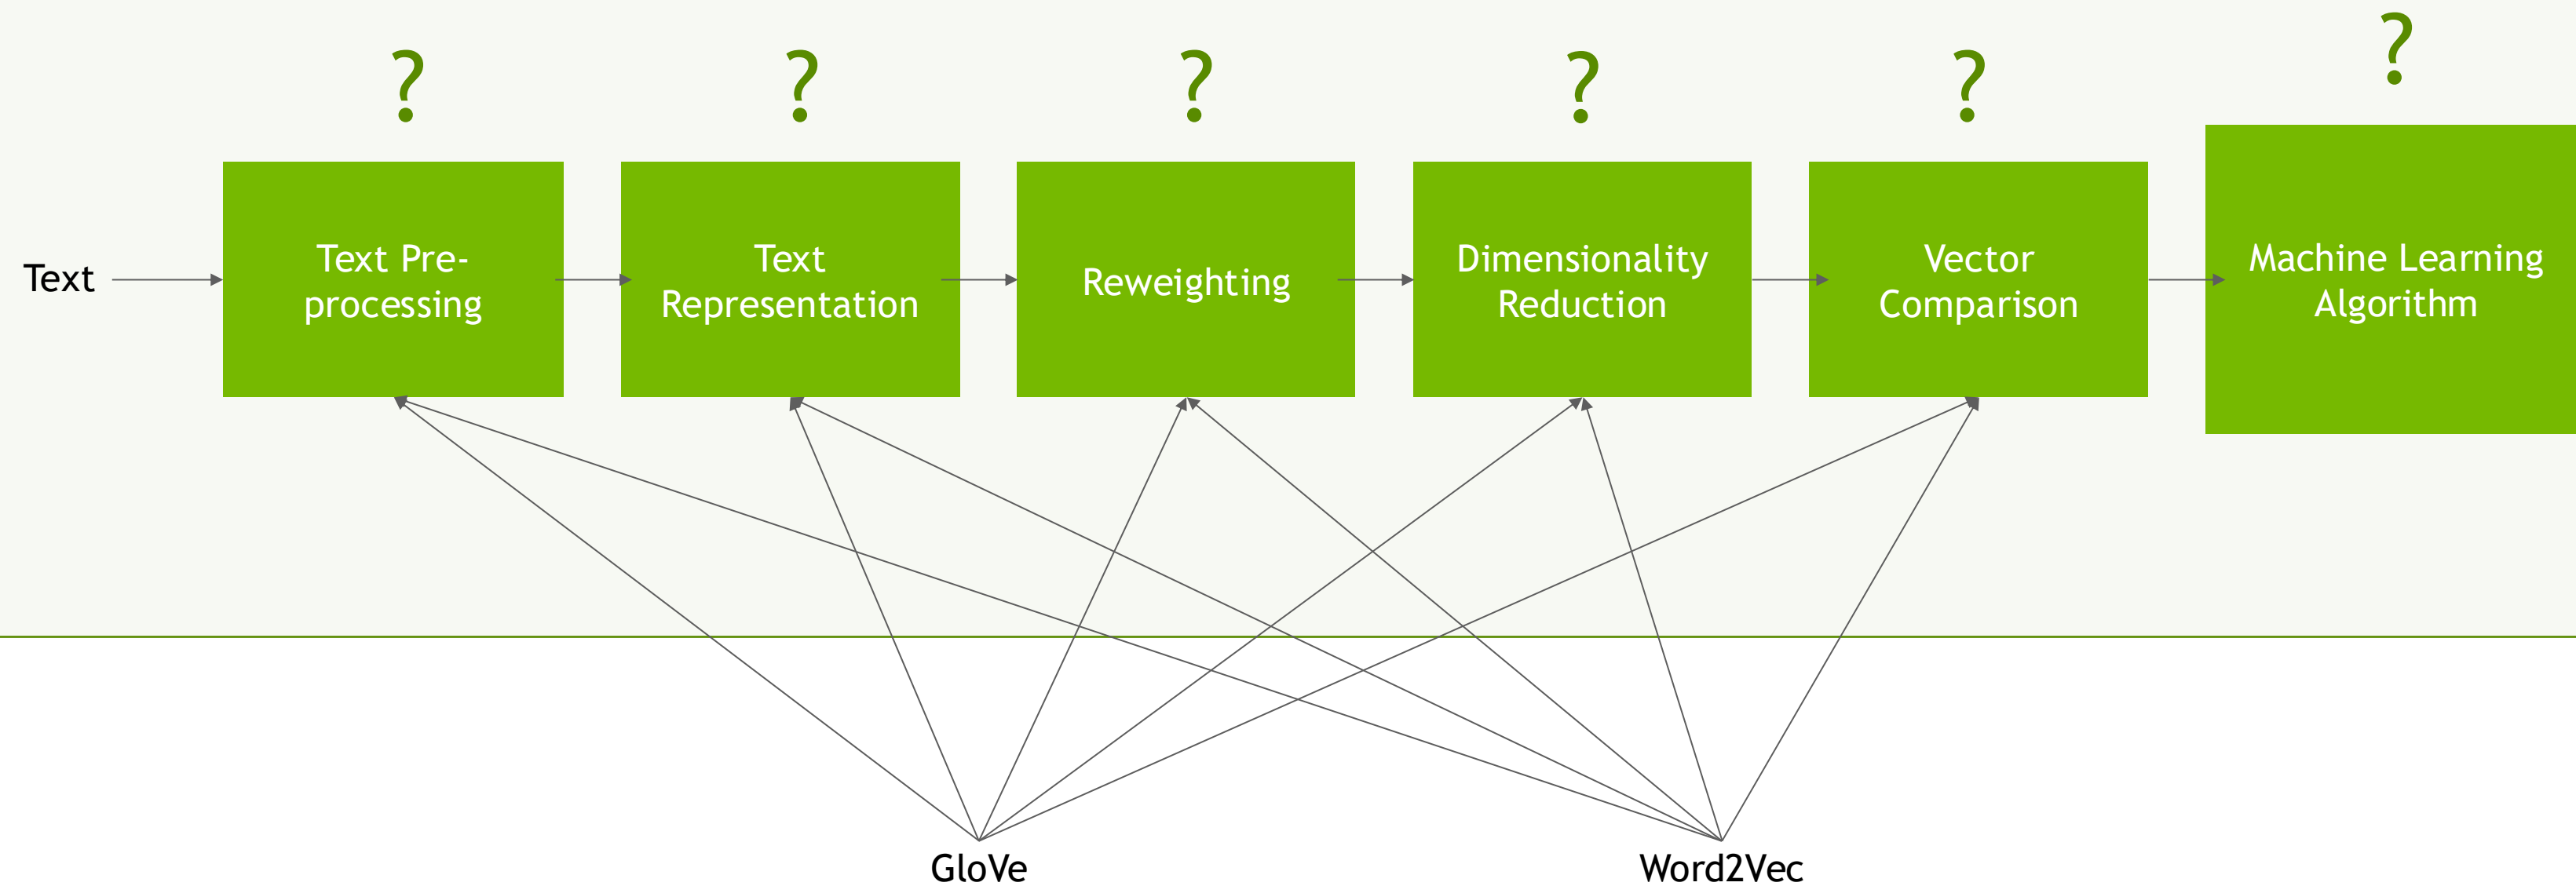 ?
?
?
?
?
?
Text
Text Pre-
processing
Text
Representation
Reweighting
Dimensionality
Reduction
Vector
Comparison
Machine Learning
Algorithm
GloVe
Word2Vec